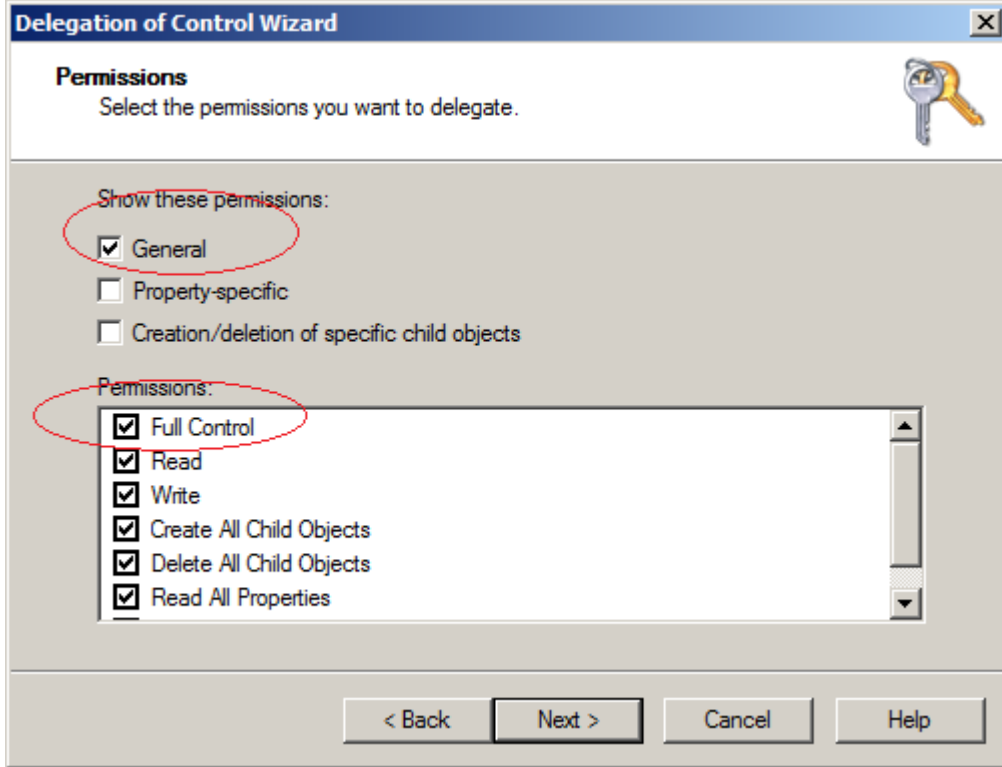 Delegation of Control Wizard
Permissions
Select the permissions you want to delegate.
Show these permissions:
General
Property-specific
Creation/deletion of specific child objects
Permissions:
Full Control
Read
Write
Create All Child Objects
Delete All Child Objects
Read All Properties
< Back Next > Cancel Help